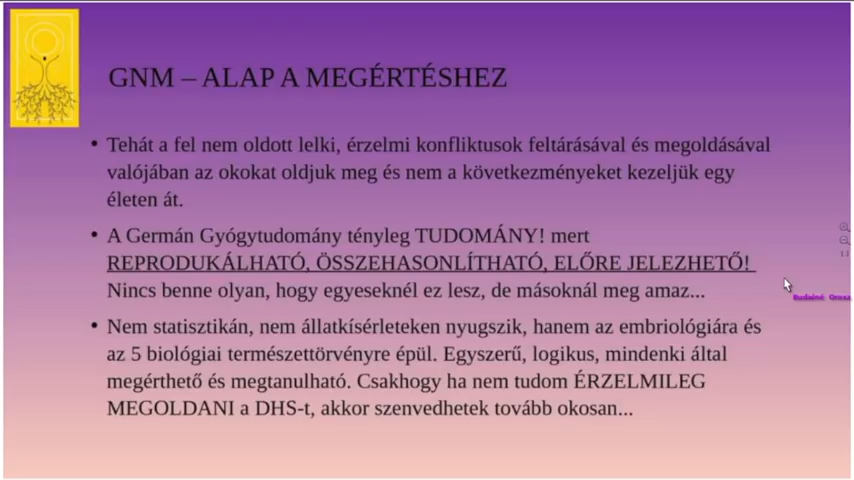 GNM – ALAP A MEGÉRTÉSHEZ
• Tehát a fel nem oldott lelki, érzelmi konfliktusok feltárásával és megoldásával
valójában az okokat oldjuk meg és nem a következményeket kezeljük egy
életen át.
• A Germán Gyógytudomány tényleg TUDOMÁNY! mert
REPRODUKÁLHATÓ, ÖSSZEHASONLÍTHATÓ, ELŐRE JELEZHETŐ!
Nincs benne olyan, hogy egyeseknél ez lesz, de másoknál meg amaz...
• Nem statisztikán, nem állatkísérleteken nyugszik, hanem az embriológiára és
az 5 biológiai természettörvényre épül. Egyszerű, logikus, mindenki által
megérthető és megtanulható. Csakhogy ha nem tudom ÉRZELMILEG
MEGOLDANI a DHS-t, akkor szenvedhetek tovább okosan...
1:1